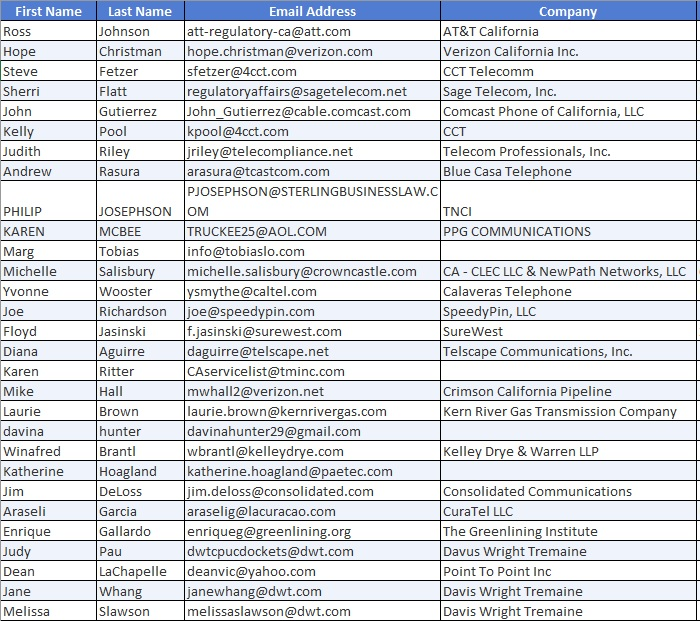 First Name Last Name Email Address Company
Ross Johnson att-regulatory-ca@att.com AT&T California
Hope Christman hope.christman@verizon.com Verizon California Inc.
Steve Fetzer sfetzer@4cct.com CCT Telecomm
Sherri Flatt regulatoryaffairs@sagetelecom.net Sage Telecom, Inc.
John Gutierrez John_Gutierrez@cable.comcast.com Comcast Phone of California, LLC
Kelly Pool kpool@4cct.com CCT
Judith Riley jriley@telecompliance.net Telecom Professionals, Inc.
Andrew Rasura arasura@tcastcom.com Blue Casa Telephone
PJOSEPHSON@STERLINGBUSINESSLAW.C
PHILIP JOSEPHSON OM TNCI
KAREN MCBEE TRUCKEE25@AOL.COM PPG COMMUNICATIONS
Marg Tobias info@tobiaslo.com
Michelle Salisbury michelle.salisbury@crowncastle.com CA - CLEC LLC & NewPath Networks, LLC
Yvonne Wooster ysmythe@caltel.com Calaveras Telephone
Joe Richardson joe@speedypin.com SpeedyPin, LLC
Floyd Jasinski f.jasinski@surewest.com SureWest
Diana Aguirre daguirre@telscape.net Telscape Communications, Inc.
Karen Ritter CAservicelist@tminc.com
Mike Hall mwhall2@verizon.net Crimson California Pipeline
Laurie Brown laurie.brown@kernrivergas.com Kern River Gas Transmission Company
davina hunter davinahunter29@gmail.com
Winafred Brantl wbrantl@kelleydrye.com Kelley Drye & Warren LLP
Katherine Hoagland katherine.hoagland@paetec.com
Jim DeLoss jim.deloss@consolidated.com Consolidated Communications
Araseli Garcia araselig@lacuracao.com CuraTel LLC
Enrique Gallardo enriqueg@greenlining.org The Greenlining Institute
Judy Pau dwtcpucdockets@dwt.com Davus Wright Tremaine
Dean LaChapelle deanvic@yahoo.com Point To Point Inc
Jane Whang janewhang@dwt.com Davis Wright Tremaine
Melissa Slawson melissaslawson@dwt.com Davis Wright Tremaine